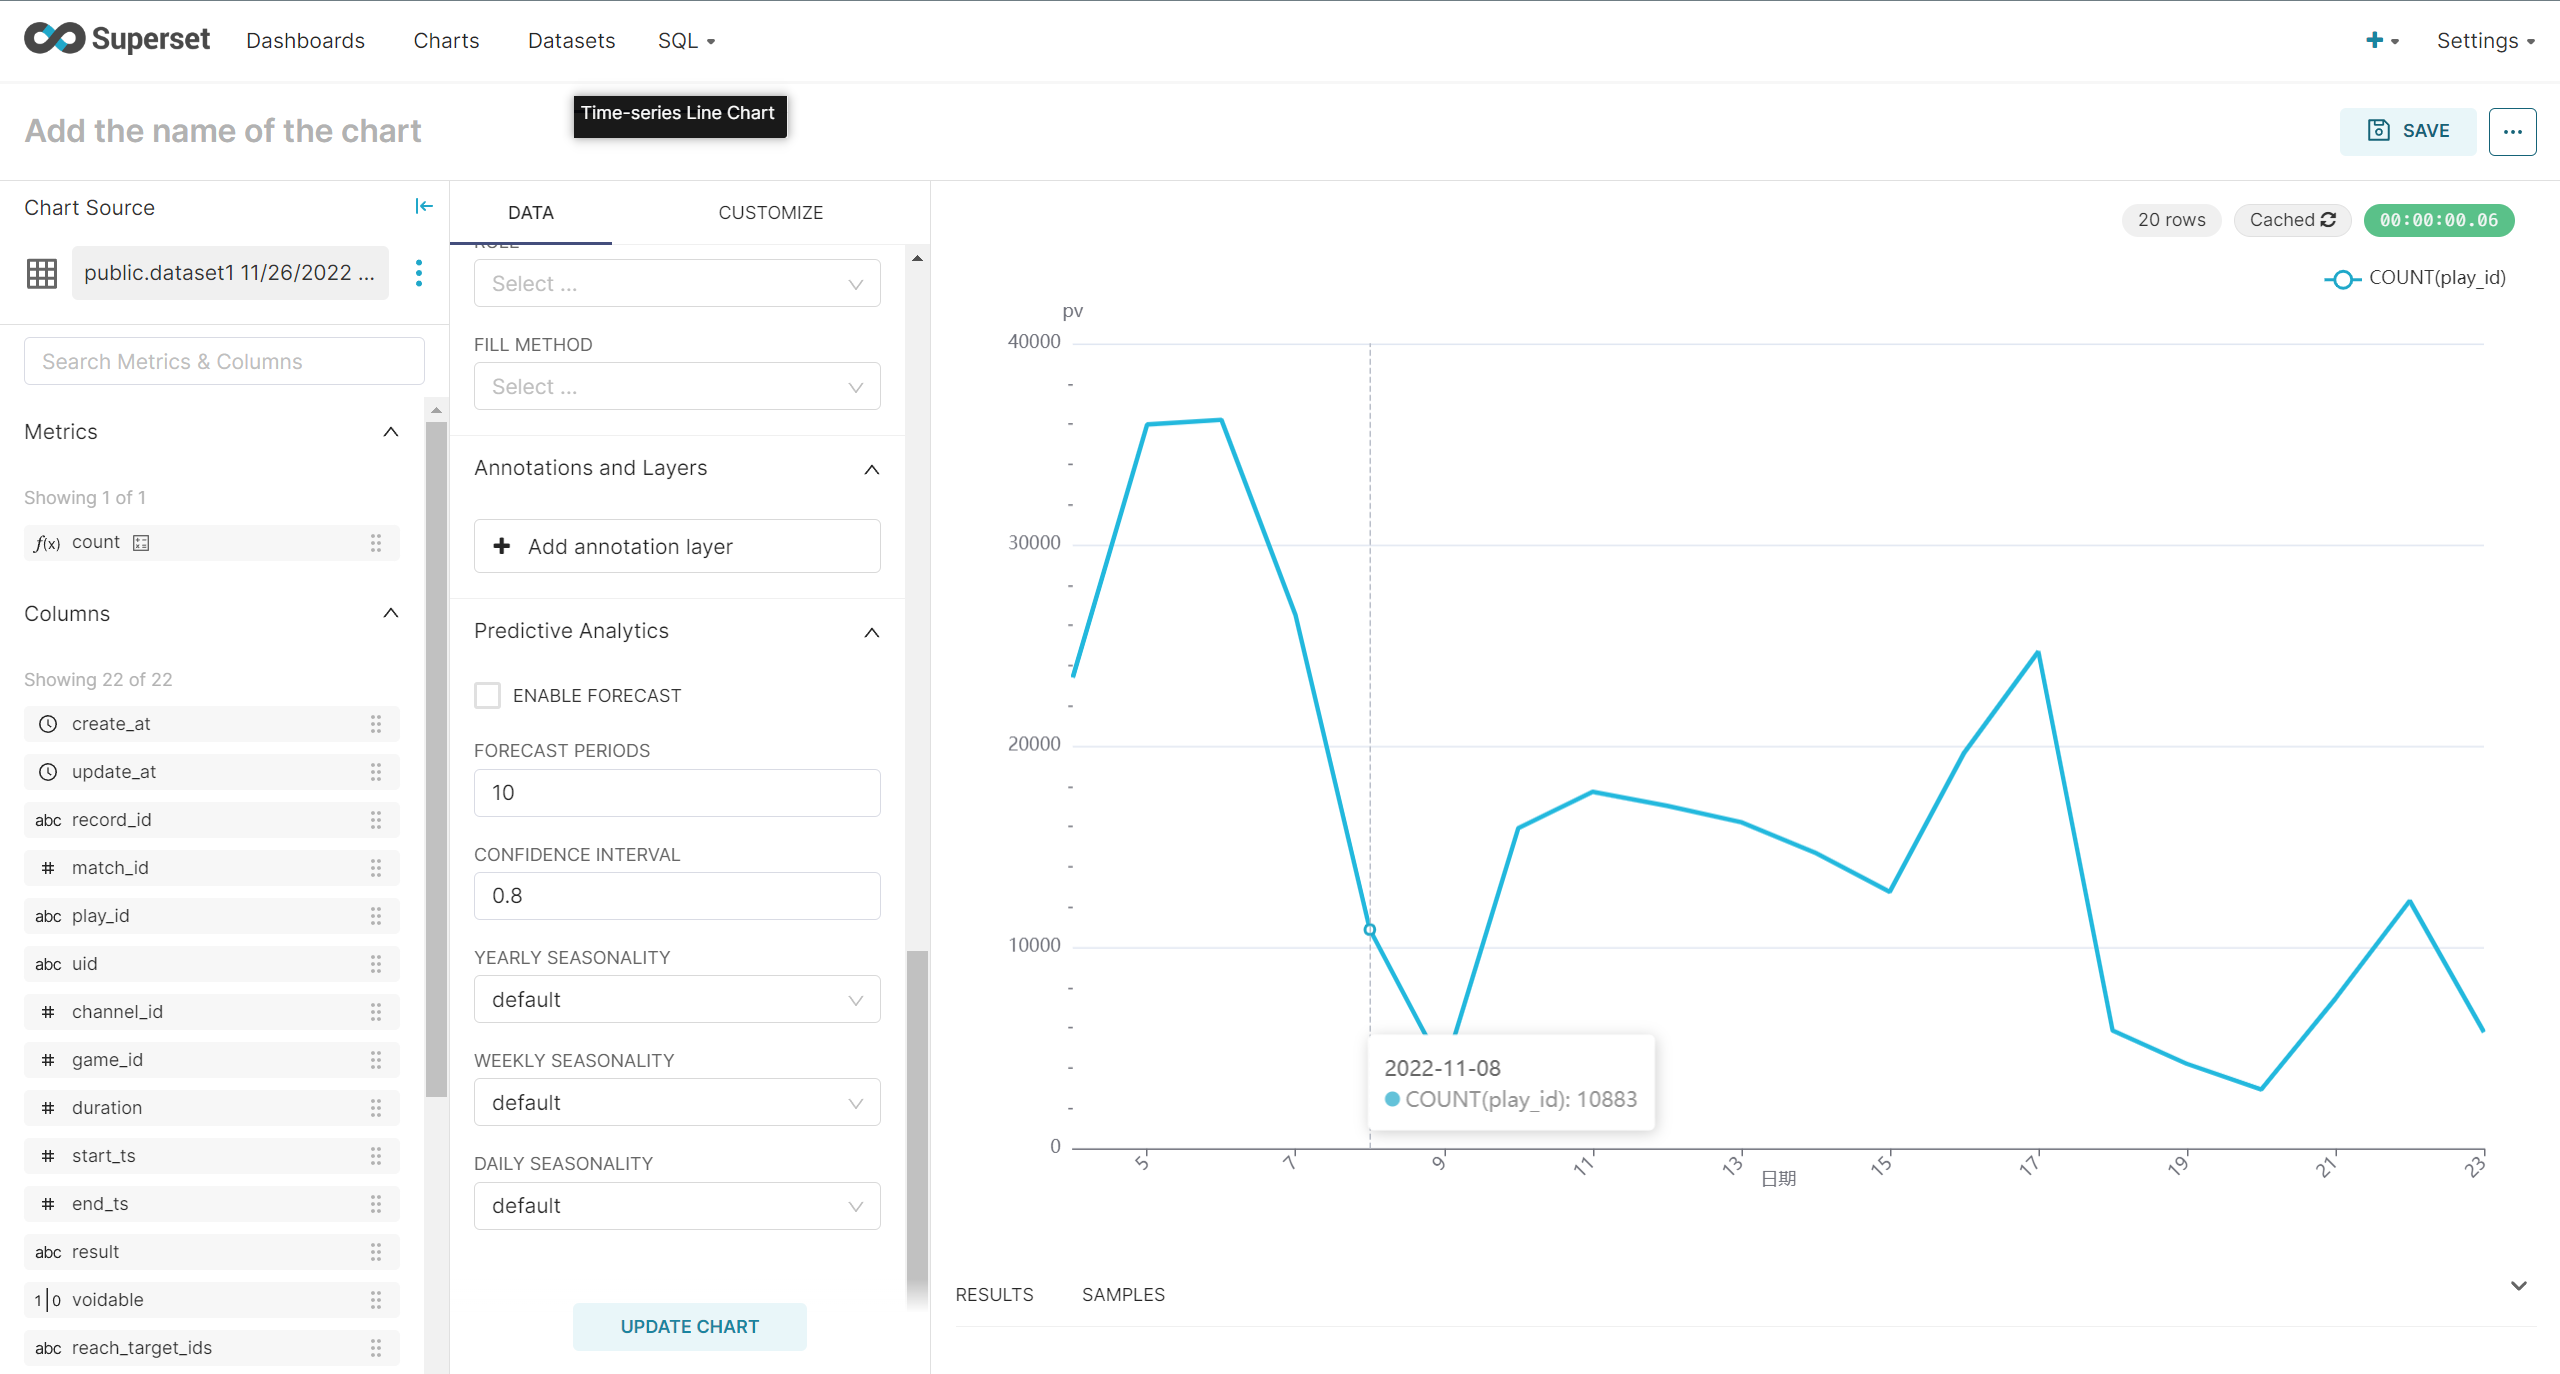 Superset Dashboards Charts Datasets SQL Settings
Time-series Line Chart
Add the name of the chart
SAVE
Chart Source
public.dataset1 11/26/2022 ...
Search Metrics & Columns
Metrics
Showing 1 of 1
f(x) count
Columns
Showing 22 of 22
create_at
update_at
abc record_id
# match_id
abc play_id
abc uid
# channel_id
# game_id
# duration
# start_ts
# end_ts
abc result
1|0 voidable
abc reach_target_ids
DATA CUSTOMIZE
Select ...
FILL METHOD
Select ...
Annotations and Layers
+ Add annotation layer
Predictive Analytics
ENABLE FORECAST
FORECAST PERIODS
10
CONFIDENCE INTERVAL
0.8
YEARLY SEASONALITY
default
WEEKLY SEASONALITY
default
DAILY SEASONALITY
default
UPDATE CHART
20 rows Cached 00:00:00.06
COUNT(play_id)
pv
40000
30000
20000
10000
0
2022-11-08
COUNT(play_id): 10883
5 7 9 11 13 15 17 19 21 23
日期
RESULTS SAMPLES